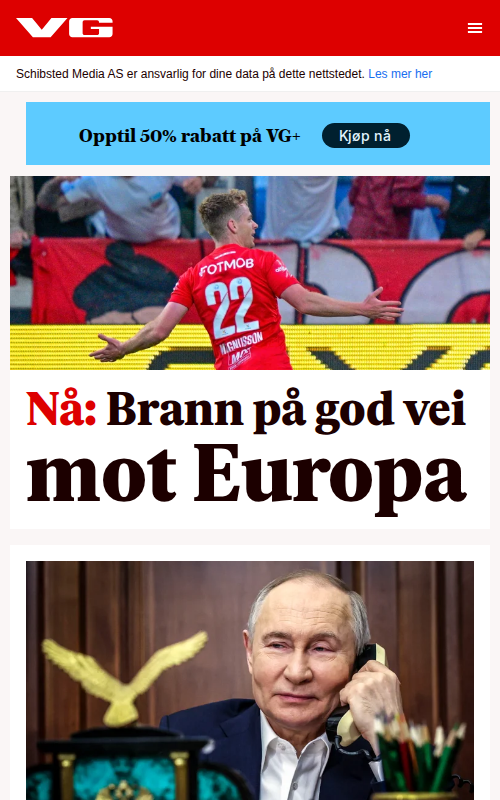 VG
Schibsted Media AS er ansvarlig for dine data på dette nettstedet. Les mer her
Opptil 50% rabatt på VG+
Kjøp nå
FOTMOB
22
MAGNUSSON
Nå: Brann på god vei
mot Europa